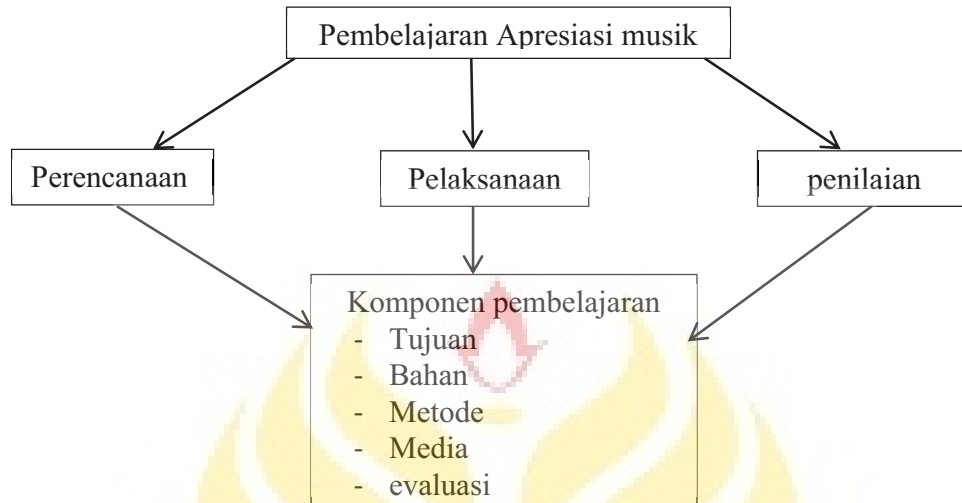 Pembelajaran Apresiasi musik
Perencanaan
Pelaksanaan
penilaian
Komponen pembelajaran
- Tujuan
- Bahan
- Metode
- Media
- evaluasi